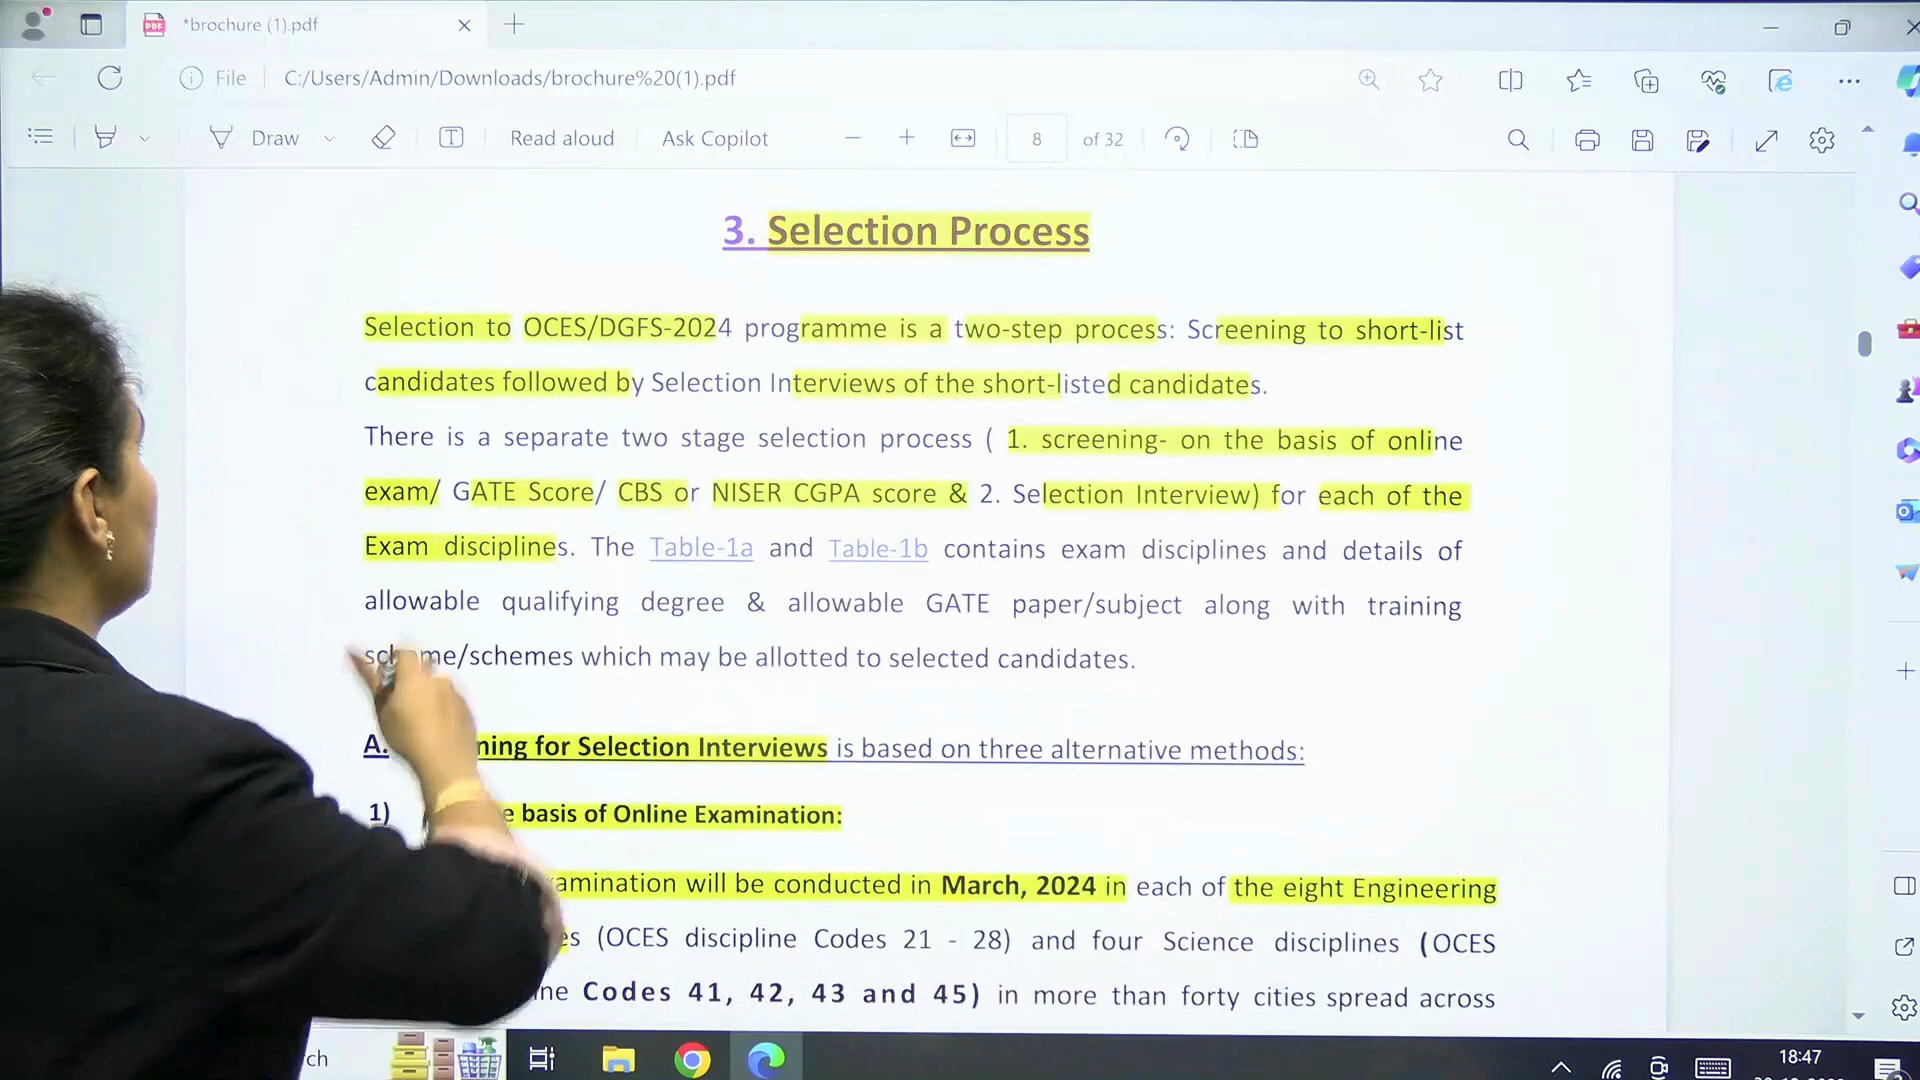 *brochure (1).pdf
File
C:/Users/Admin/Downloads/brochure%20(1).pdf
Draw
Read aloud
Ask Copilot
8
of 32
3. Selection Process
Selection to OCES/DGFS-2024 programme is a two-step process: Screening to short-list
candidates followed by Selection Interviews of the short-listed candidates.
There is a separate two stage selection process ( 1. screening- on the basis of online
exam/ GATE Score/ CBS or NISER CGPA score & 2. Selection Interview) for each of the
Exam disciplines. The Table-1a and Table-1b contains exam disciplines and details of
allowable qualifying degree & allowable GATE paper/subject along with training
scheme/schemes which may be allotted to selected candidates.
A. ning for Selection Interviews is based on three alternative methods:
1) e basis of Online Examination:
amination will be conducted in March, 2024 in each of the eight Engineering
es (OCES discipline Codes 21 - 28) and four Science disciplines (OCES
ne Codes 41, 42, 43 and 45) in more than forty cities spread across
rch
18:47